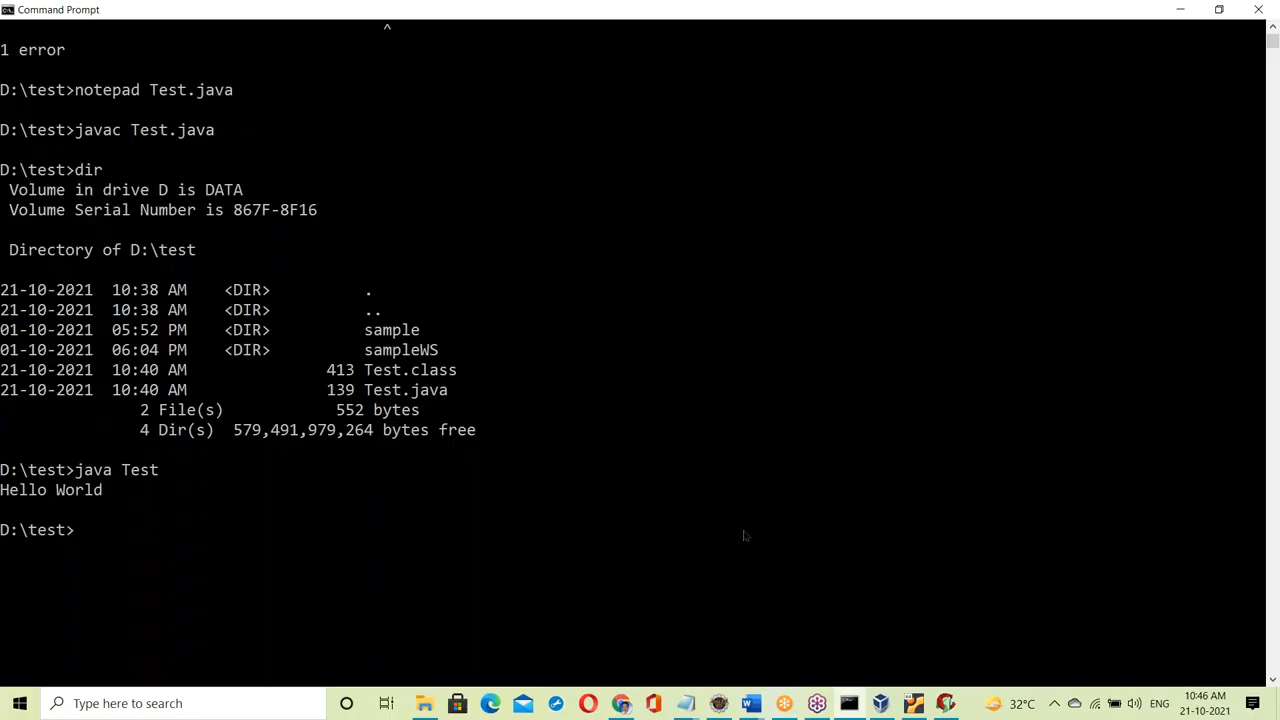 Command Prompt
^
1 error
D:\test>notepad Test.java
D:\test>javac Test.java
D:\test>dir
Volume in drive D is DATA
Volume Serial Number is 867F-8F16
Directory of D:\test
21-10-2021 10:38 AM <DIR> .
21-10-2021 10:38 AM <DIR> ..
01-10-2021 05:52 PM <DIR> sample
01-10-2021 06:04 PM <DIR> sampleWS
21-10-2021 10:40 AM 413 Test.class
21-10-2021 10:40 AM 139 Test.java
2 File(s) 552 bytes
4 Dir(s) 579,491,979,264 bytes free
D:\test>java Test
Hello World
D:\test>
Type here to search
32°C
ENG
10:46 AM
21-10-2021